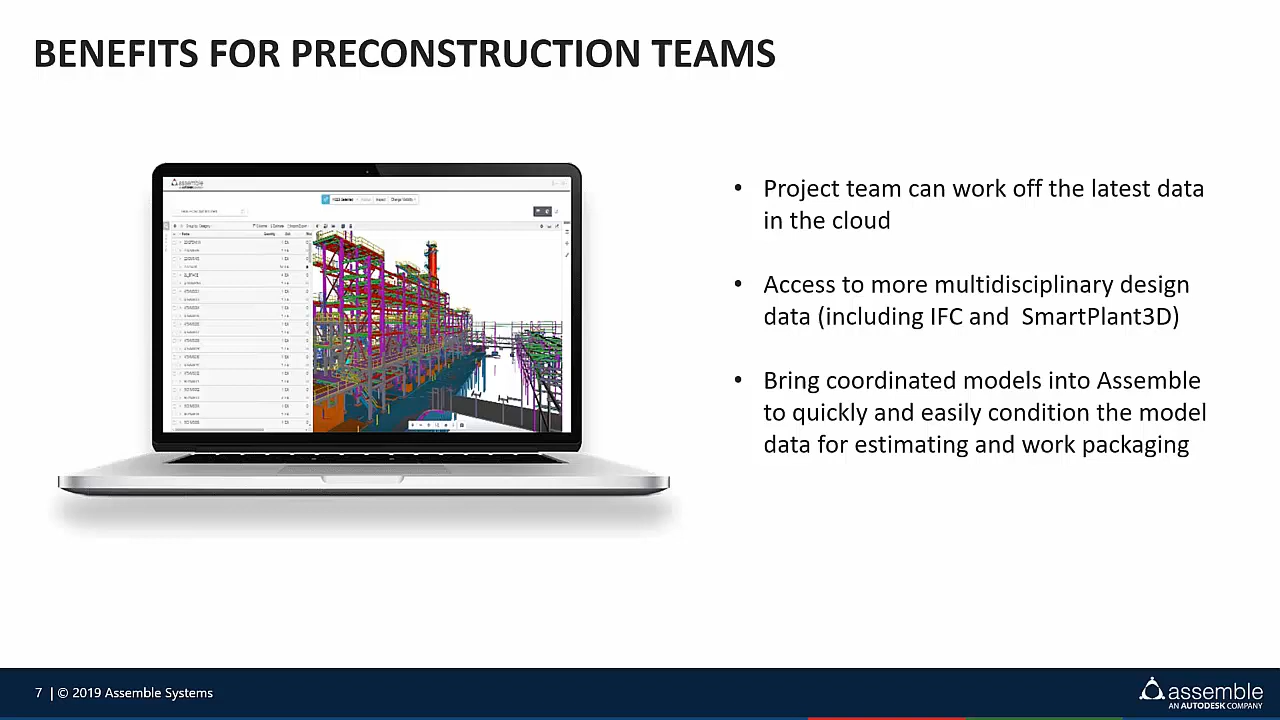 BENEFITS FOR PRECONSTRUCTION TEAMS
assemble
• Project team can work off the latest data
in the cloud
• Access to more multidisciplinary design
data (including IFC and  SmartPlant3D)
• Bring coordinated models into Assemble
to quickly and easily condition the model
data for estimating and work packaging
7 | © 2019 Assemble Systems
assemble
AN AUTODESK COMPANY